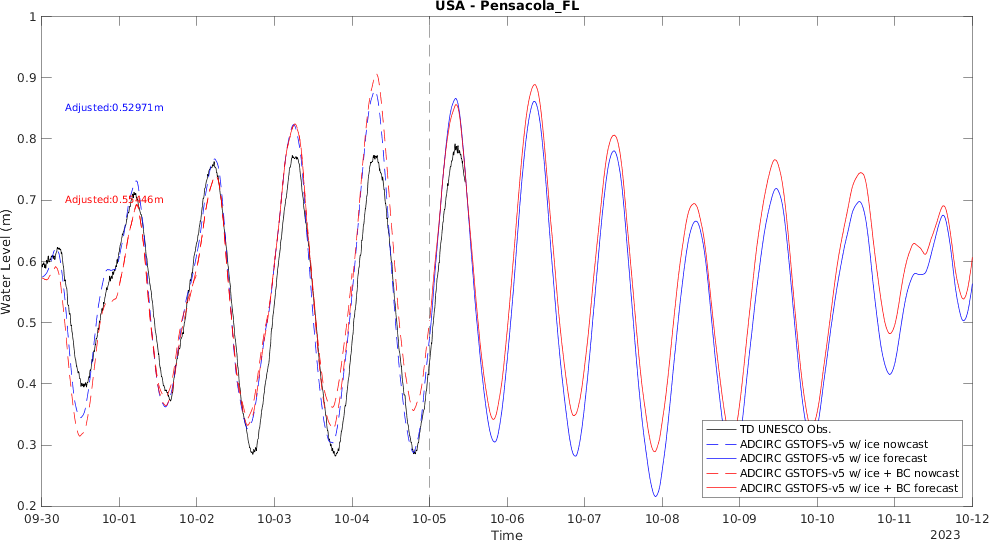 USA - Pensacola_FL
1
0.9
0.8
0.7
0.6
0.5
0.4
0.3
0.2
Water Level (m)
Adjusted:0.52971m
Adjusted:0.55446m
TD UNESCO Obs.
ADCIRC GSTOFS-v5 w/ ice nowcast
ADCIRC GSTOFS-v5 w/ ice forecast
ADCIRC GSTOFS-v5 w/ ice + BC nowcast
ADCIRC GSTOFS-v5 w/ ice + BC forecast
09-30 10-01 10-02 10-03 10-04 10-05 10-06 10-07 10-08 10-09 10-10 10-11 10-12
Time
2023